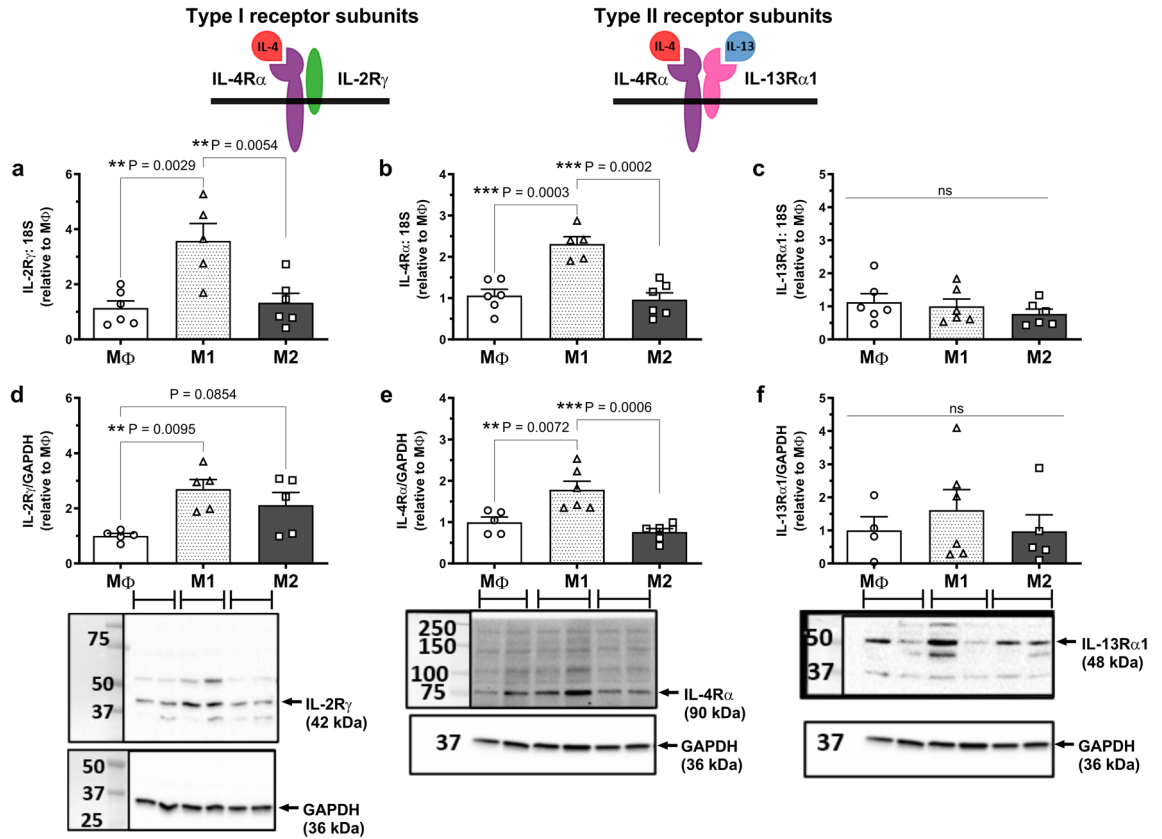 Type I receptor subunits
Type II receptor subunits
IL-4
IL-4Rα
IL-2Rγ
IL-4
IL-13
IL-4Rα
IL-13Rα1
a
** P = 0.0029
** P = 0.0054
IL-2Rγ: 18S
(relative to MΦ)
6
4
2
0
MΦ
M1
M2
b
*** P = 0.0003
*** P = 0.0002
IL-4Rα: 18S
(relative to MΦ)
4
3
2
1
0
MΦ
M1
M2
c
ns
IL-13Rα1: 18S
(relative to MΦ)
5
4
3
2
1
0
MΦ
M1
M2
d
P = 0.0854
** P = 0.0095
IL-2Rγ/GAPDH
(relative to MΦ)
6
4
2
0
MΦ
M1
M2
e
*** P = 0.0006
** P = 0.0072
IL-4Rα/GAPDH
(relative to MΦ)
4
3
2
1
0
MΦ
M1
M2
f
ns
IL-13Rα1/GAPDH
(relative to MΦ)
5
4
3
2
1
0
MΦ
M1
M2
75
50
37
IL-2Rγ
(42 kDa)
50
37
25
GAPDH
(36 kDa)
250
150
100
75
IL-4Rα
(90 kDa)
37
GAPDH
(36 kDa)
50
37
IL-13Rα1
(48 kDa)
37
GAPDH
(36 kDa)